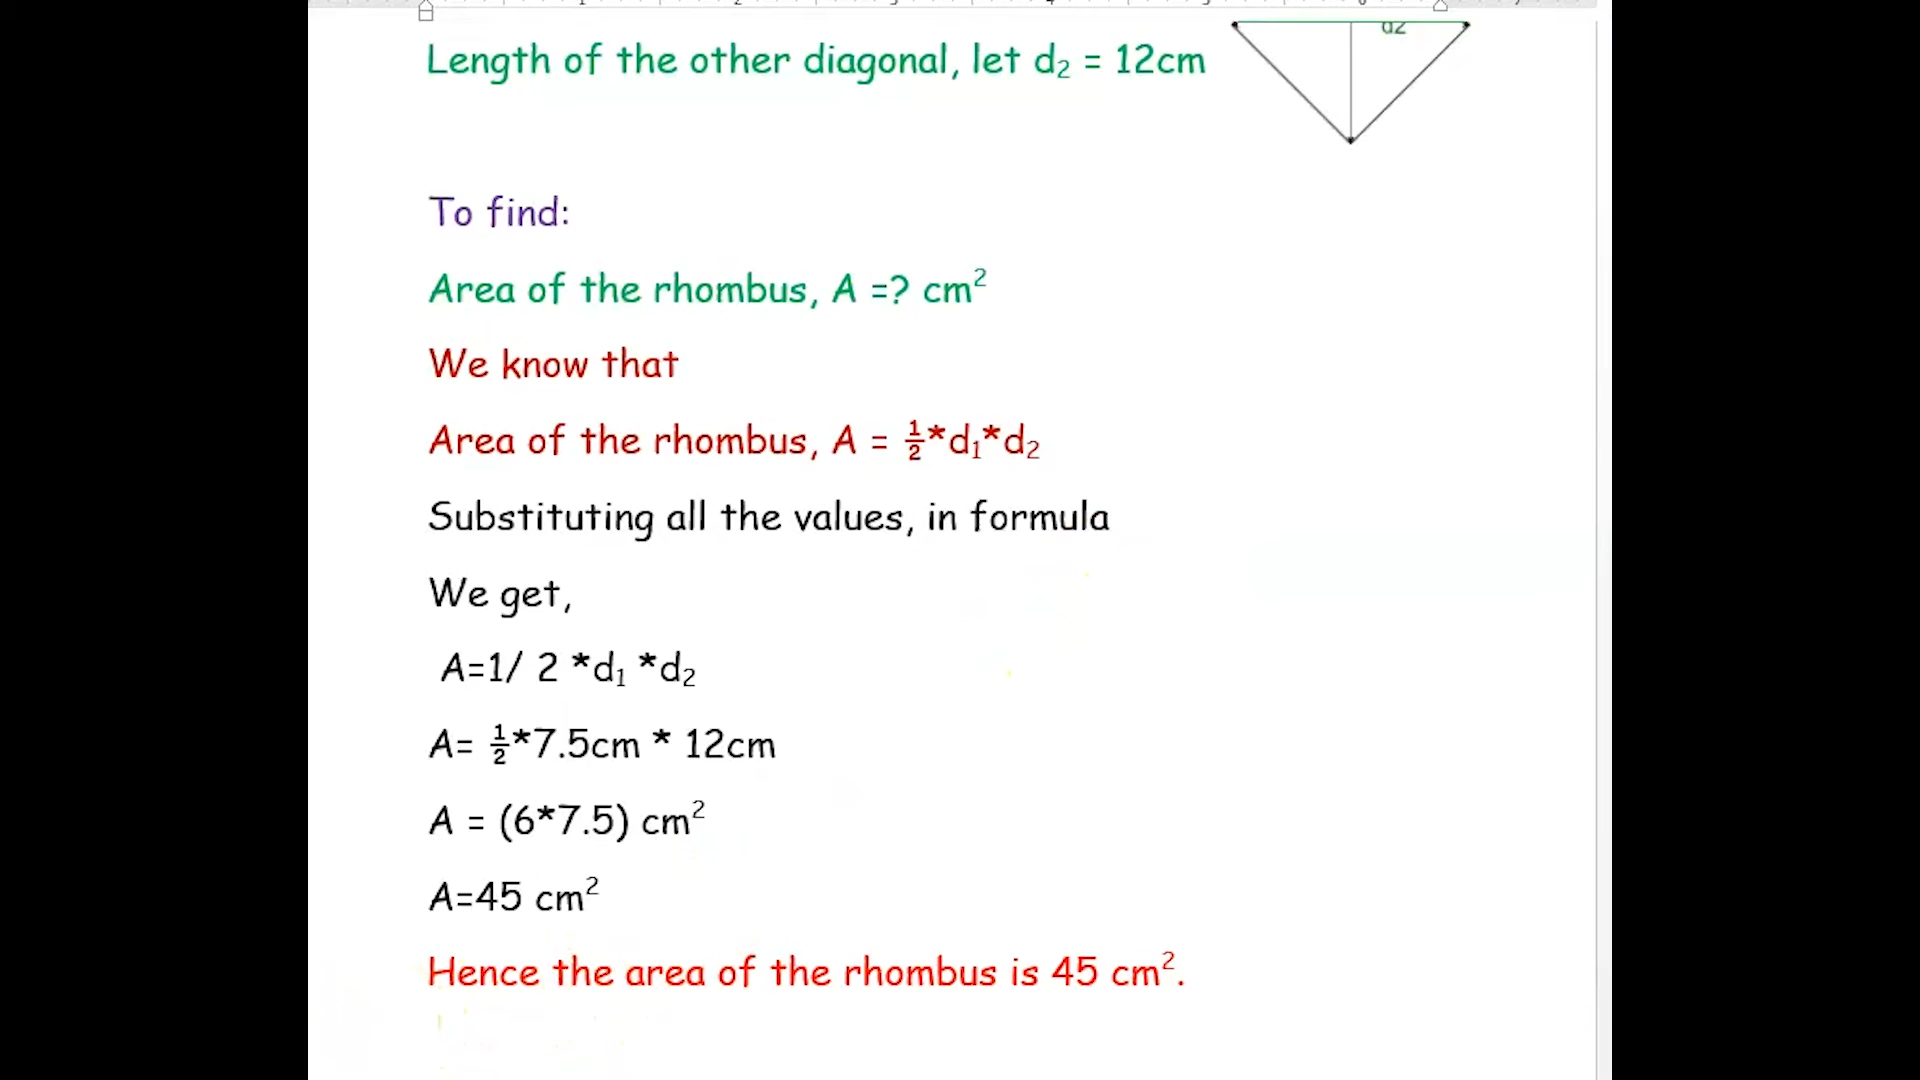 d2
Length of the other diagonal, let d₂ = 12cm
To find:
Area of the rhombus, A =? cm²
We know that
Area of the rhombus, A = ½*d₁*d₂
Substituting all the values, in formula
We get,
A=1/ 2 *d₁ *d₂
A= ½*7.5cm * 12cm
A = (6*7.5) cm²
A=45 cm²
Hence the area of the rhombus is 45 cm².